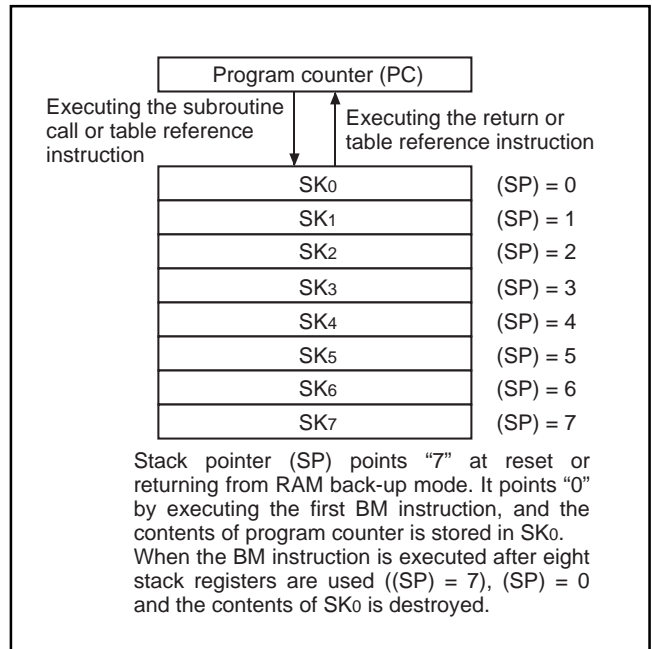 Program counter (PC)
Executing the subroutine
call or table reference
instruction
Executing the return or
table reference instruction
SK0 (SP) = 0
SK1 (SP) = 1
SK2 (SP) = 2
SK3 (SP) = 3
SK4 (SP) = 4
SK5 (SP) = 5
SK6 (SP) = 6
SK7 (SP) = 7
Stack pointer (SP) points “7” at reset or
returning from RAM back-up mode. It points “0”
by executing the first BM instruction, and the
contents of program counter is stored in SK0.
When the BM instruction is executed after eight
stack registers are used ((SP) = 7), (SP) = 0
and the contents of SK0 is destroyed.